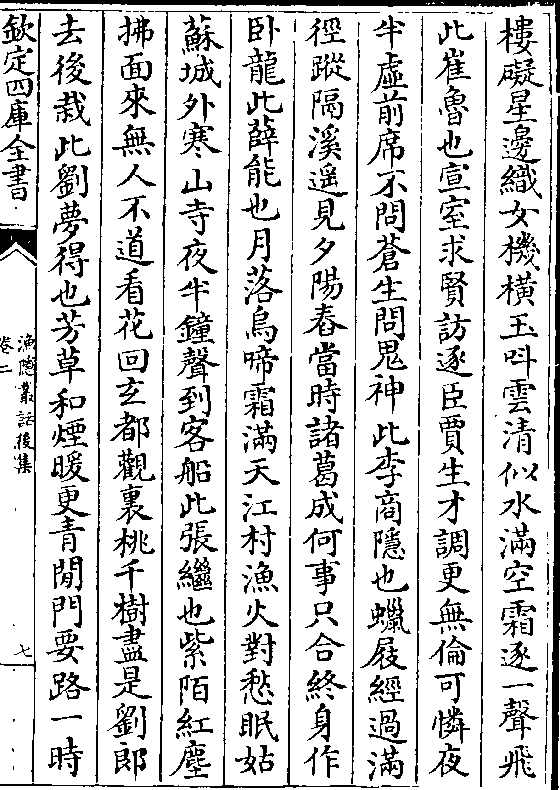 樓礙星邊織女機橫玉叫雲清似水滿空霜逐一聲飛
此崔魯也宣室求賢訪逐臣賈生才調更無倫可憐夜
半虛前席不問蒼生問鬼神此李商隱也蠟屐經過滿
徑蹤隔溪遥見夕陽舂當時諸葛成何事只合終身作
卧龍此薛能也月落烏啼霜滿天江村漁火對愁眠姑
蘇城外寒山寺夜半鐘聲到客船此張繼也紫陌紅塵
拂面來無人不道看花回玄都觀裏桃千樹盡是劉郎
去後栽此劉夢得也芳草和煙暖更青閒門要路一時
欽定四庫全書
漁隱叢話後集
卷二
七